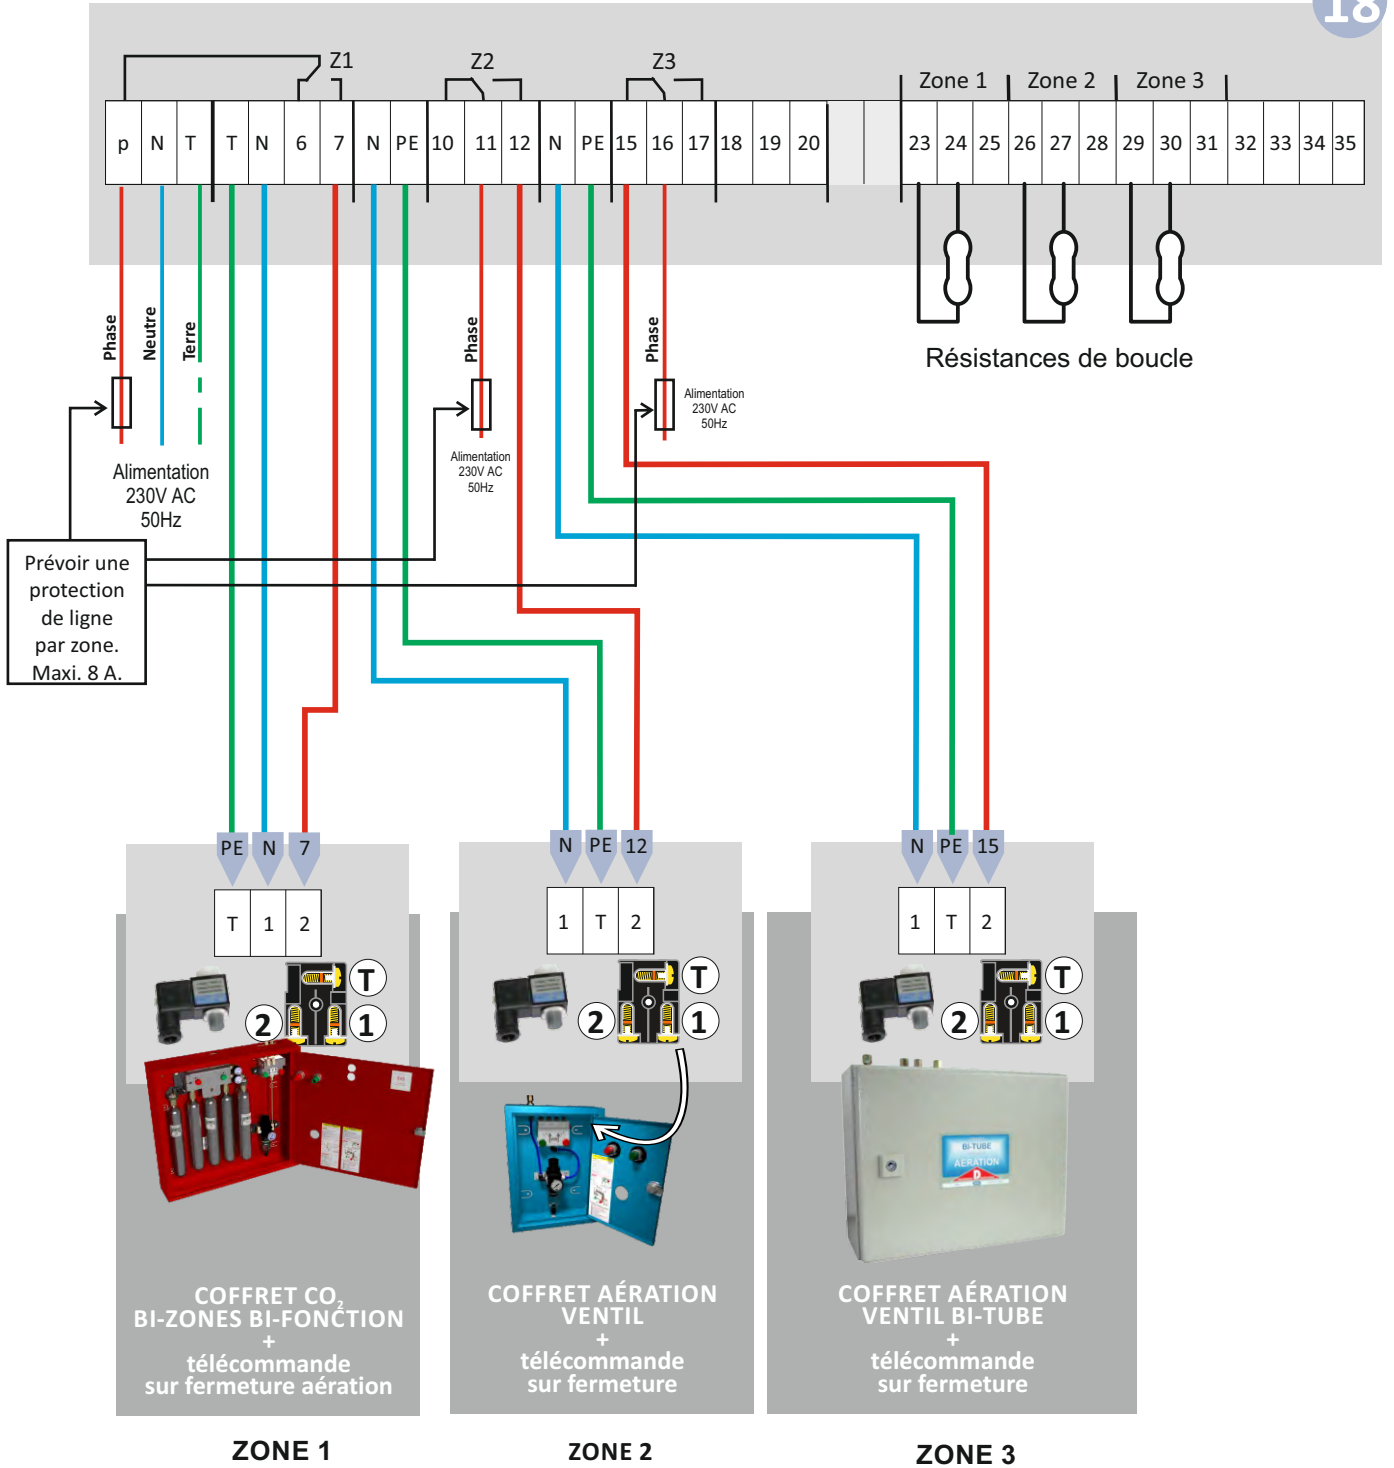 18
Z1
Z2
Z3
Zone 1
Zone 2
Zone 3
p N T T N 6 7 N PE 10 11 12 N PE 15 16 17 18 19 20 23 24 25 26 27 28 29 30 31 32 33 34 35
Phase
Neutre
Terre
Phase
Phase
Résistances de boucle
Alimentation
230V AC
50Hz
Alimentation
230V AC
50Hz
Alimentation
230V AC
50Hz
Prévoir une
protection
de ligne
par zone.
Maxi. 8 A.
PE N 7
N PE 12
N PE 15
T 1 2
1 T 2
1 T 2
T
2 1
T
2 1
T
2 1
BI-TUBE
AERATION
COFFRET CO2
BI-ZONES BI-FONCTION
+
télécommande
sur fermeture aération
COFFRET AÉRATION
VENTIL
+
télécommande
sur fermeture
COFFRET AÉRATION
VENTIL BI-TUBE
+
télécommande
sur fermeture
ZONE 1
ZONE 2
ZONE 3